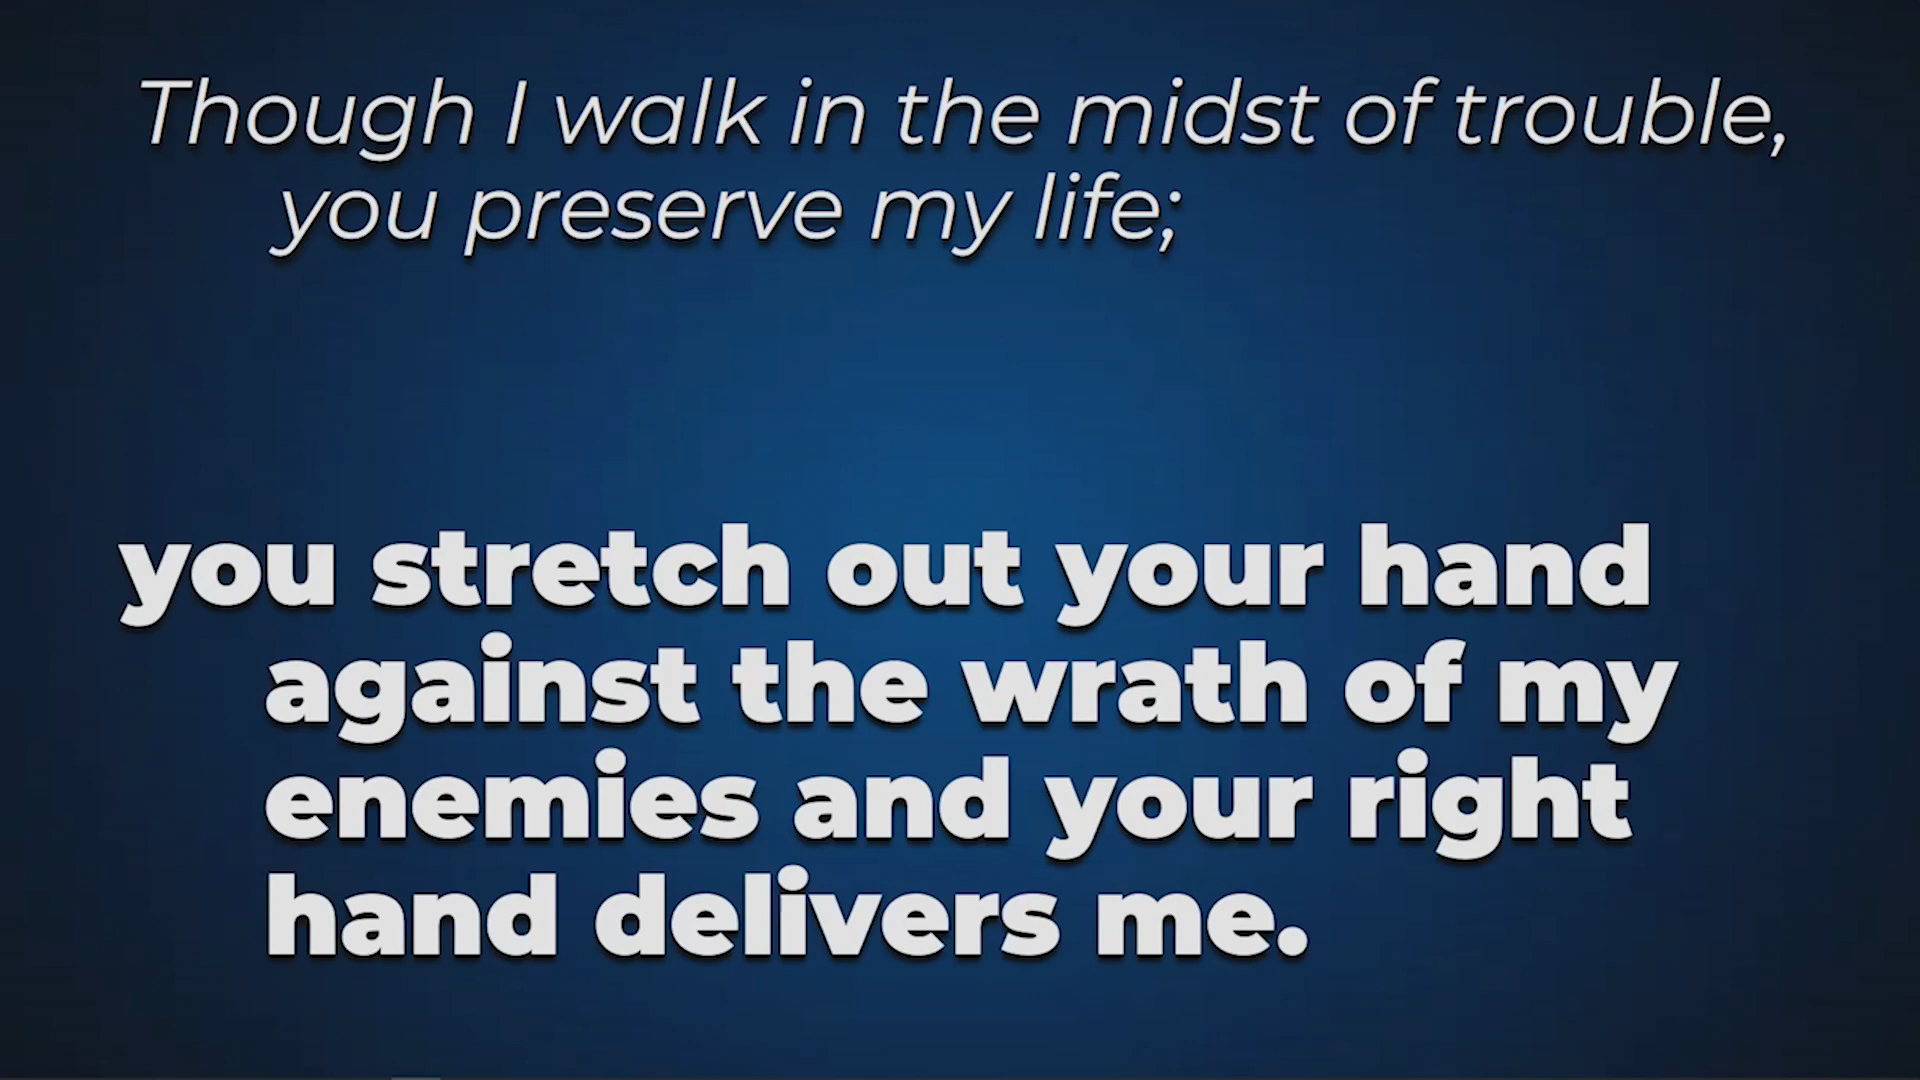 Though I walk in the midst of trouble,
you preserve my life;
you stretch out your hand
against the wrath of my
enemies and your right
hand delivers me.